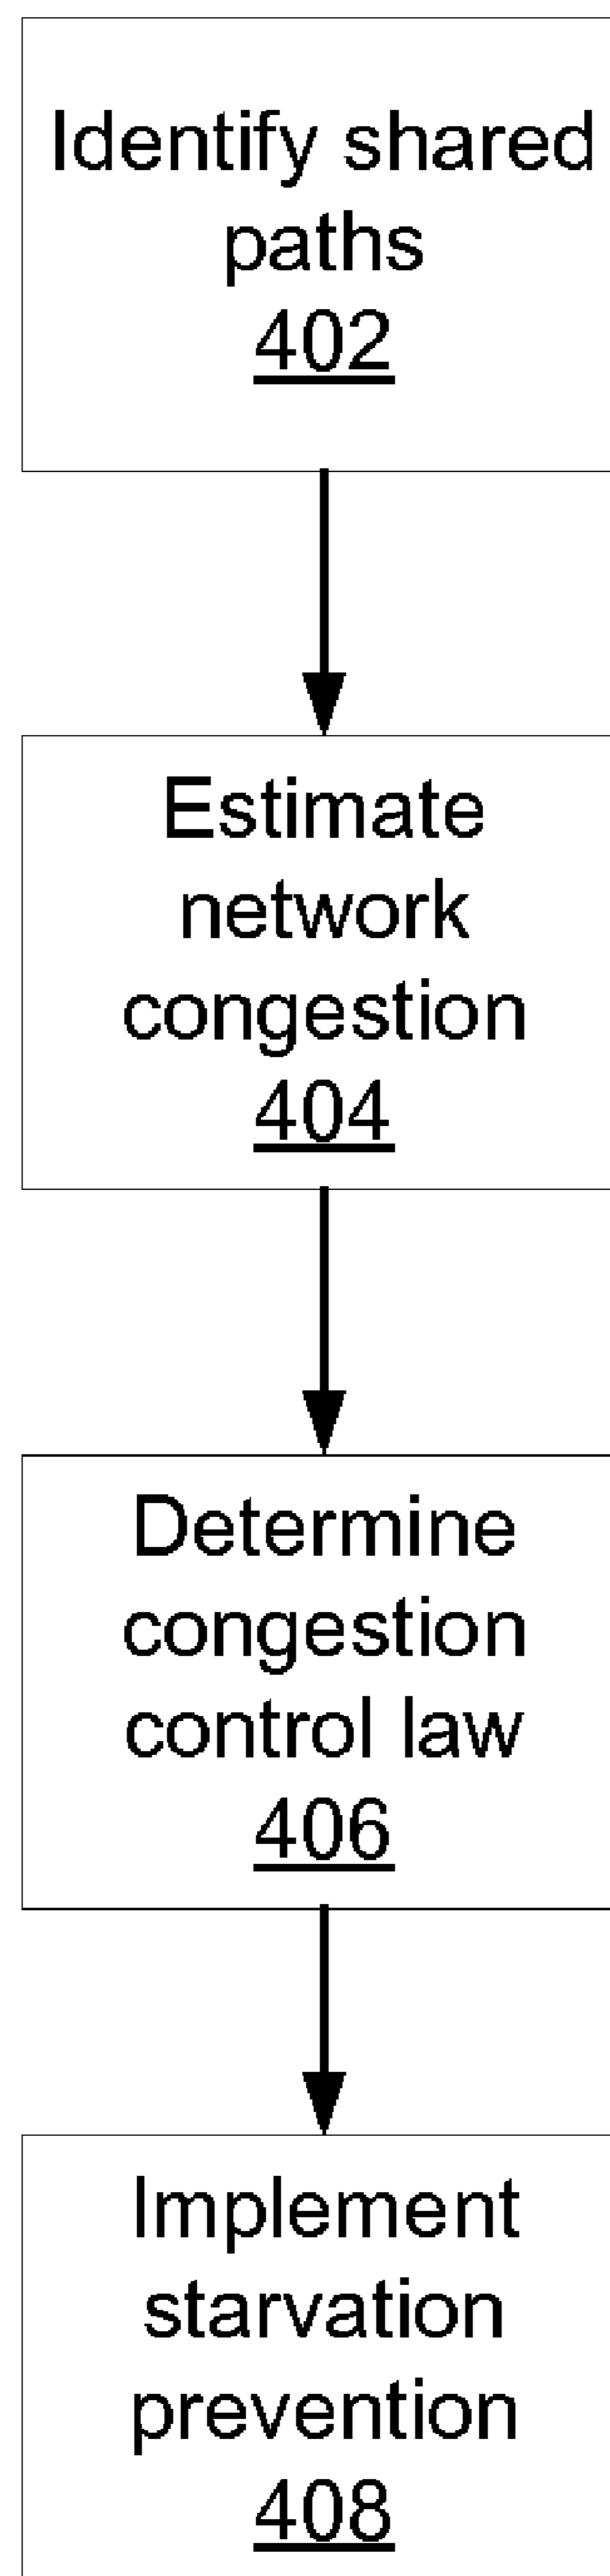 Identify shared
paths
402
Estimate
network
congestion
404
Determine
congestion
control law
406
Implement
starvation
prevention
408